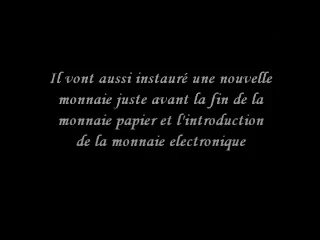 Il vont aussi instauré une nouvelle
monnaie juste avant la fin de la
monnaie papier et l'introduction
de la monnaie electronique